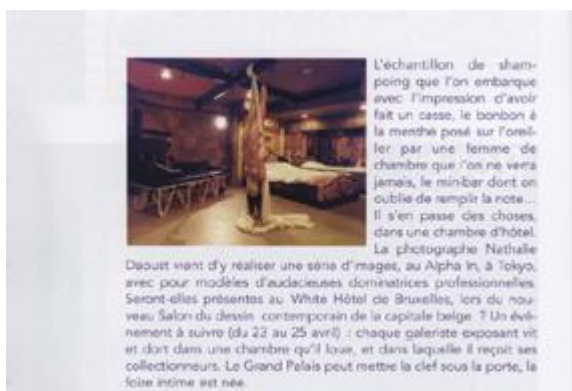 L'échantillon de sham-
poing que l'on embarque
avec l'impression d'avoir
fait un casse, le bonbon à
la menthe posé sur l'oreil-
ler par une femme de
chambre que l'on ne verra
jamais, le minibar dont on
oublie de remplir la note...
Il s'en passe des choses,
dans une chambre d'hôtel.
La photographe Nathalie
Daoust vient d'y réaliser une série d'images, au Alpha In, à Tokyo,
avec pour modèles d'audacieuses dominatrices professionnelles.
Seront-elles présentes au White Hôtel de Bruxelles, lors du nou-
veau Salon du dessin contemporain de la capitale belge ? Un évé-
nement à suivre (du 23 au 25 avril) : chaque galeriste exposant vit
et dort dans une chambre qu'il loue, et dans laquelle il reçoit ses
collectionneurs. Le Grand Palais peut mettre la clef sous la porte, la
foire intime est née.